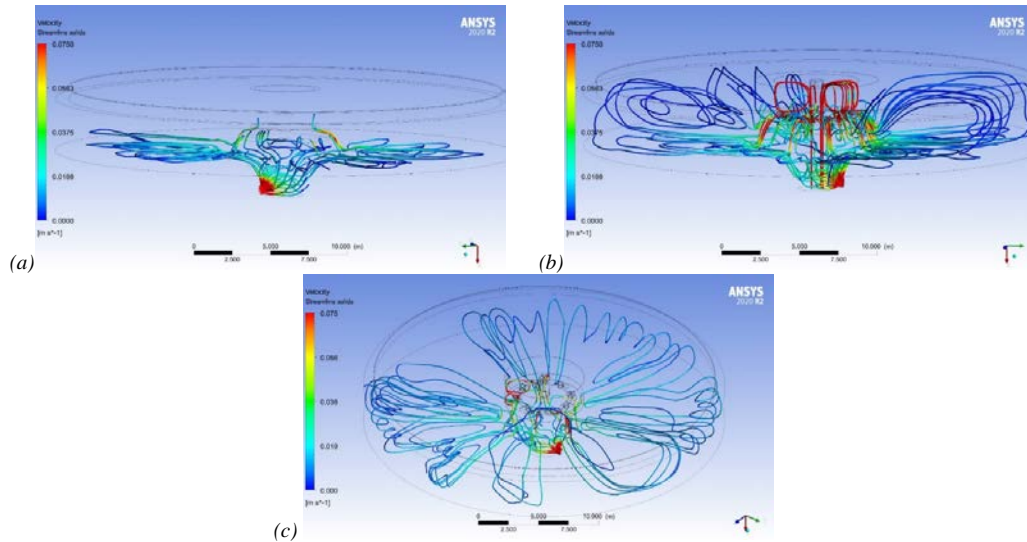 Velocity
Streamline solids
ANSYS
2020 R2
0.0750
0.0563
0.0375
0.0188
0.0000
[m s^-1]
0 5.000 10.000 (m)
2.500 7.500
(a)
Velocity
Streamline solids
ANSYS
2020 R2
0.0750
0.0563
0.0375
0.0188
0.0000
[m s^-1]
0 5.000 10.000 (m)
2.500 7.500
(b)
Velocity
Streamline solids
ANSYS
2020 R2
0.075
0.056
0.038
0.019
0.000
[m s^-1]
0 5.000 10.000 (m)
2.500 7.500
(c)